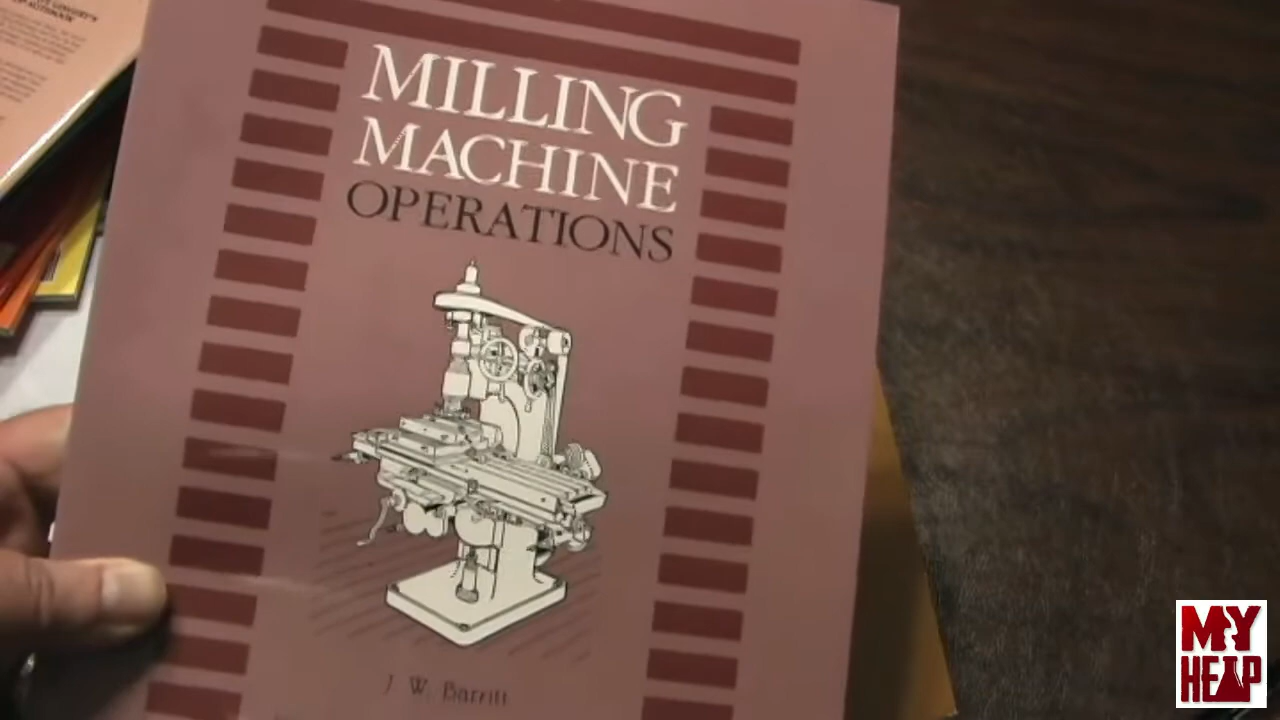 MILLING
MACHINE
OPERATIONS
J. W. Barritt
MY
HEAP